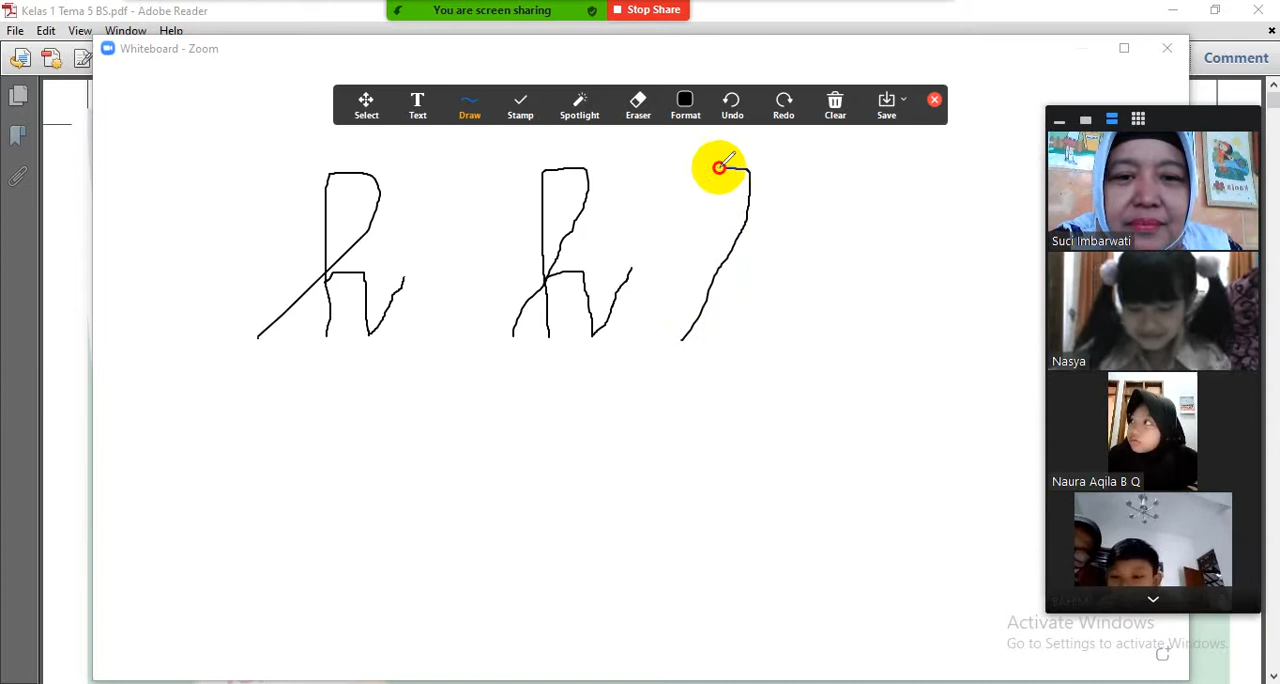 Kelas 1 Tema 5 BS.pdf - Adobe Reader
You are screen sharing
Stop Share
File Edit View Window Help
Comment
Whiteboard - Zoom
Select Text Draw Stamp Spotlight Eraser Format Undo Redo Clear Save
h h
Suci Imbarwati
Nasya
Naura Aqila B Q
Activate Windows
Go to Settings to activate Windows.